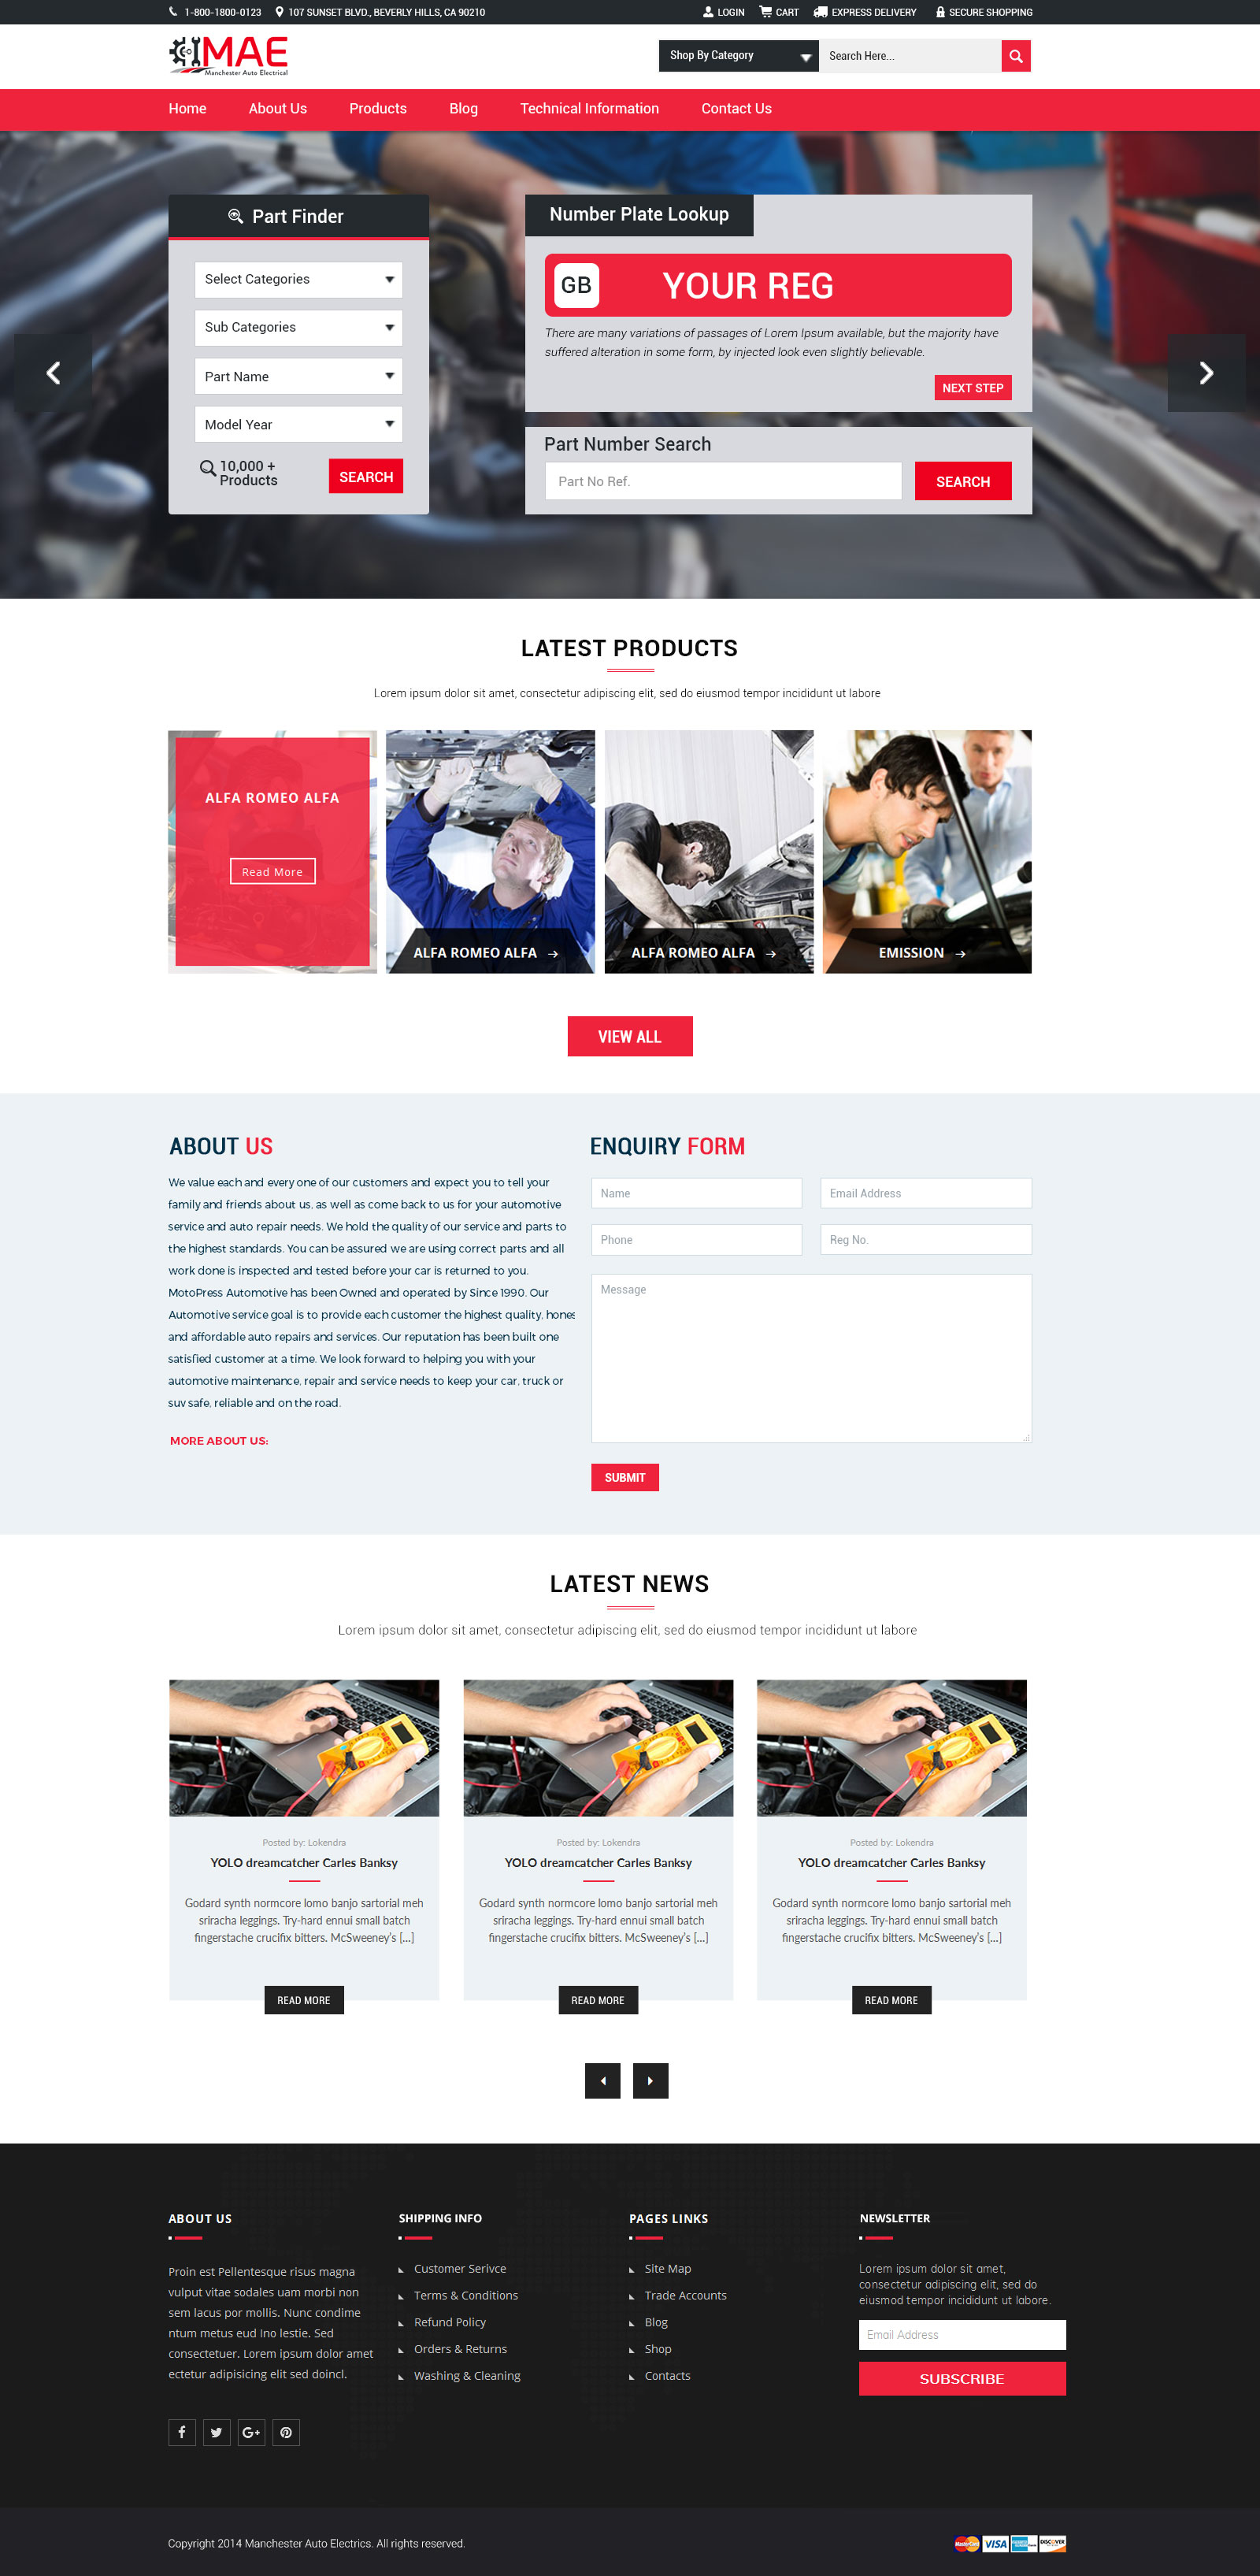 1-800-1800-0123 107 SUNSET BLVD., BEVERLY HILLS, CA 90210 LOGIN CART EXPRESS DELIVERY SECURE SHOPPING
MAE
Manchester Auto Electrical
Shop By Category
Search Here...
Home About Us Products Blog Technical Information Contact Us
Part Finder
Select Categories
Sub Categories
Part Name
Model Year
10,000 +
Products
SEARCH
Number Plate Lookup
GB YOUR REG
There are many variations of passages of Lorem Ipsum available, but the majority have
suffered alteration in some form, by injected look even slightly believable.
NEXT STEP
Part Number Search
Part No Ref.
SEARCH
LATEST PRODUCTS
Lorem ipsum dolor sit amet, consectetur adipiscing elit, sed do eiusmod tempor incididunt ut labore
ALFA ROMEO ALFA
Read More
ALFA ROMEO ALFA
ALFA ROMEO ALFA
EMISSION
VIEW ALL
ABOUT US
We value each and every one of our customers and expect you to tell your
family and friends about us, as well as come back to us for your automotive
service and auto repair needs. We hold the quality of our service and parts to
the highest standards. You can be assured we are using correct parts and all
work done is inspected and tested before your car is returned to you.
MotoPress Automotive has been Owned and operated by Since 1990. Our
Automotive service goal is to provide each customer the highest quality, hones
and affordable auto repairs and services. Our reputation has been built one
satisfied customer at a time. We look forward to helping you with your
automotive maintenance, repair and service needs to keep your car, truck or
suv safe, reliable and on the road.
MORE ABOUT US:
ENQUIRY FORM
Name
Email Address
Phone
Reg No.
Message
SUBMIT
LATEST NEWS
Lorem ipsum dolor sit amet, consectetur adipiscing elit, sed do eiusmod tempor incididunt ut labore
Posted by: Lokendra
YOLO dreamcatcher Carles Banksy
Godard synth normcore lomo banjo sartorial meh
sriracha leggings. Try-hard ennui small batch
fingerstache crucifix bitters. McSweeney's [...]
READ MORE
Posted by: Lokendra
YOLO dreamcatcher Carles Banksy
Godard synth normcore lomo banjo sartorial meh
sriracha leggings. Try-hard ennui small batch
fingerstache crucifix bitters. McSweeney's [...]
READ MORE
Posted by: Lokendra
YOLO dreamcatcher Carles Banksy
Godard synth normcore lomo banjo sartorial meh
sriracha leggings. Try-hard ennui small batch
fingerstache crucifix bitters. McSweeney's [...]
READ MORE
ABOUT US
Proin est Pellentesque risus magna
vulput vitae sodales uam morbi non
sem lacus por mollis. Nunc condime
ntum metus eud Ino lestie. Sed
consectetuer. Lorem ipsum dolor amet
ectetur adipisicing elit sed doincl.
SHIPPING INFO
Customer Serivce
Terms & Conditions
Refund Policy
Orders & Returns
Washing & Cleaning
PAGES LINKS
Site Map
Trade Accounts
Blog
Shop
Contacts
NEWSLETTER
Lorem ipsum dolor sit amet,
consectetur adipiscing elit, sed do
eiusmod tempor incididunt ut labore.
Email Address
SUBSCRIBE
Copyright 2014 Manchester Auto Electrics. All rights reserved.
MasterCard VISA DISCOVER